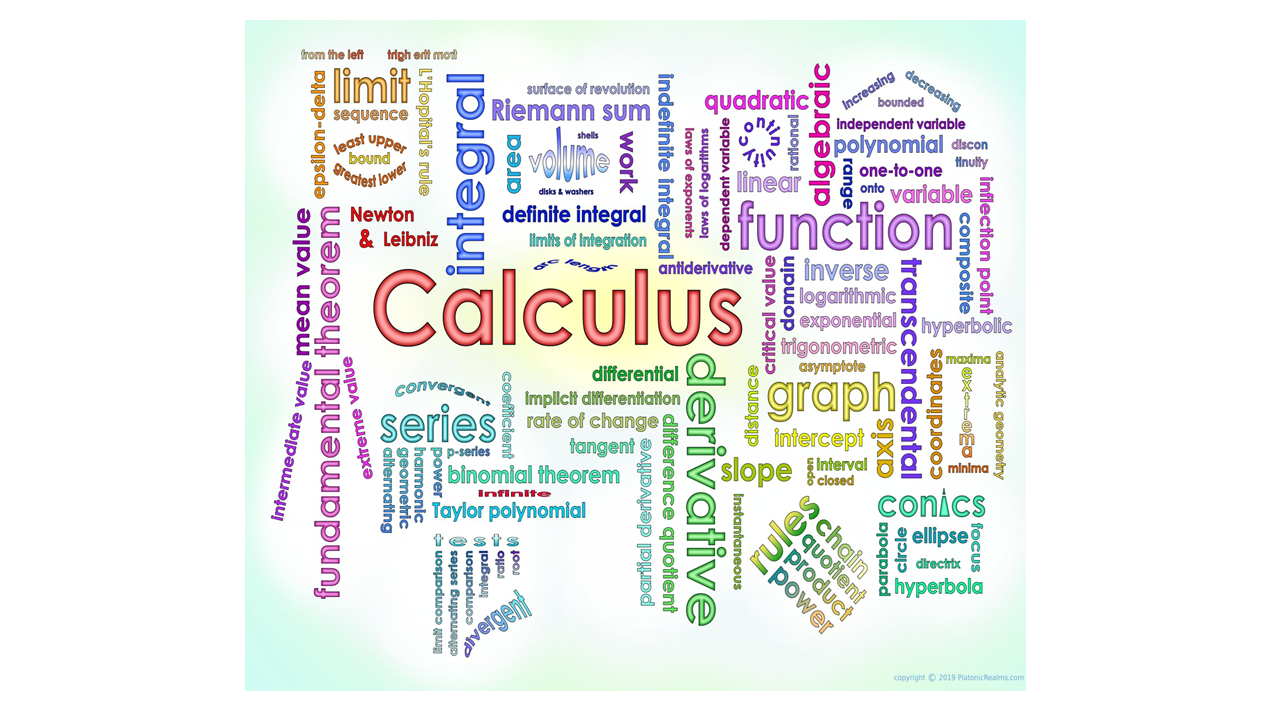 from the left
from the right
epsilon-delta
limit
sequence
L'Hopital's rule
least upper
bound
greatest lower
Newton
& Leibniz
integral
surface of revolution
Riemann sum
area
volume
shells
disks & washers
work
definite integral
limits of integration
arc length
indefinite integral
antiderivative
laws of exponents
laws of logarithms
dependent variable
quadratic
continuity
rational
linear
algebraic
increasing
decreasing
bounded
independent variable
polynomial
discon
tinuity
range
one-to-one
onto
variable
function
inflection point
composite
Calculus
mean value
fundamental theorem
intermediate value
extreme value
critical value
domain
inverse
logarithmic
exponential
trigonometric
transcendental
hyperbolic
asymptote
graph
distance
intercept
axis
coordinates
maxima
extrema
minima
analytic geometry
slope
open
interval
closed
convergent
series
coefficient
p-series
alternating
geometric
harmonic
power
binomial theorem
infinite
Taylor polynomial
tests
limit comparison
alternating series
comparison
integral
ratio
root
divergent
differential
implicit differentiation
rate of change
tangent
derivative
difference quotient
partial derivative
instantaneous
rules
chain
quotient
product
power
conics
parabola
circle
ellipse
focus
directrix
hyperbola
copyright © 2019 PlatonicRealms.com